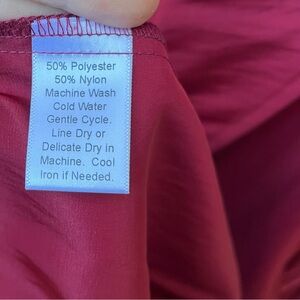 50% Polyester
50% Nylon
Machine Wash
Cold Water
Gentle Cycle.
Line Dry or
Delicate Dry in
Machine. Cool
Iron if Needed.